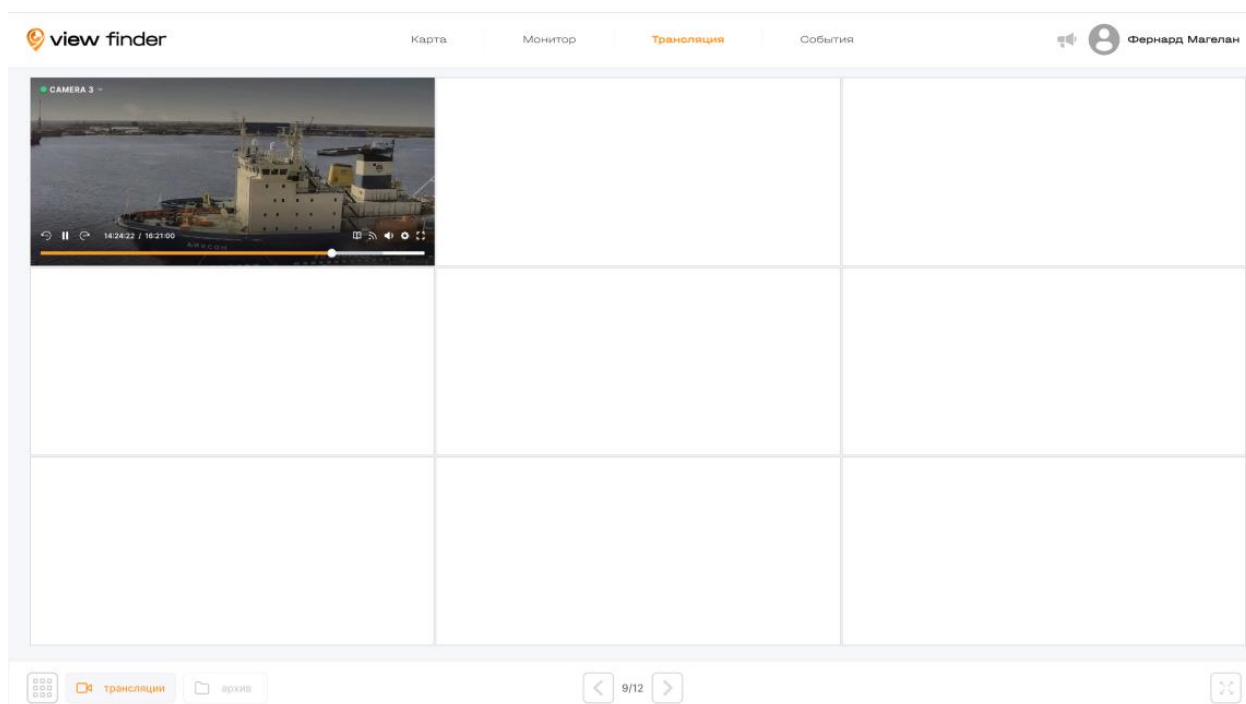 view finder
Карта
Монитор
Трансляция
События
Фернард Магелан
CAMERA 3
14:24:22 / 16:21:00
трансляции
архив
9/12